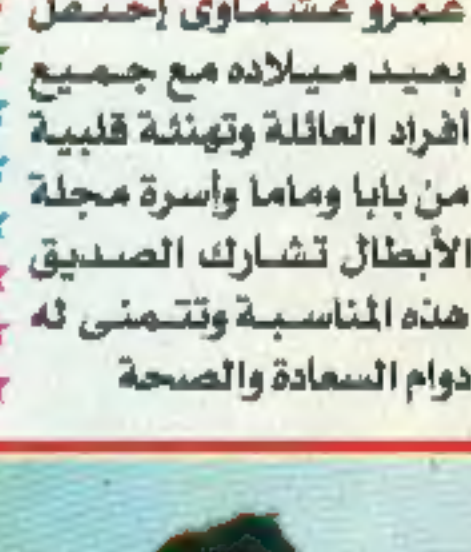 عمرو عشماوى إحتفل
بعيد ميلاده مع جميع
أفراد العائلة وتهنئة قلبية
من بابا وماما وأسرة مجلة
الأبطال تشارك الصديق
هذه المناسبة وتتمنى له
دوام السعادة والصحة